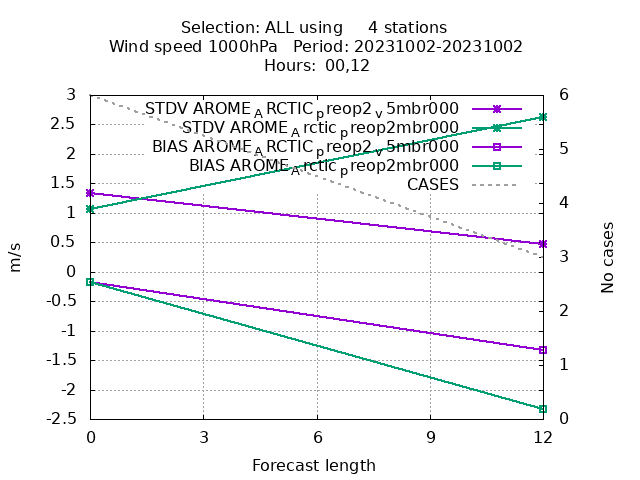 Selection: ALL using 4 stations
Wind speed 1000hPa Period: 20231002-20231002
Hours: 00,12
3
2.5
2
1.5
1
0.5
0
-0.5
-1
-1.5
-2
-2.5
m/s
STDV AROME_ARCTIC_preop2_v5mbr000
STDV AROME_Arctic_preop2mbr000
BIAS AROME_ARCTIC_preop2_v5mbr000
BIAS AROME_Arctic_preop2mbr000
CASES
6
5
4
3
2
1
0
No cases
0 3 6 9 12
Forecast length